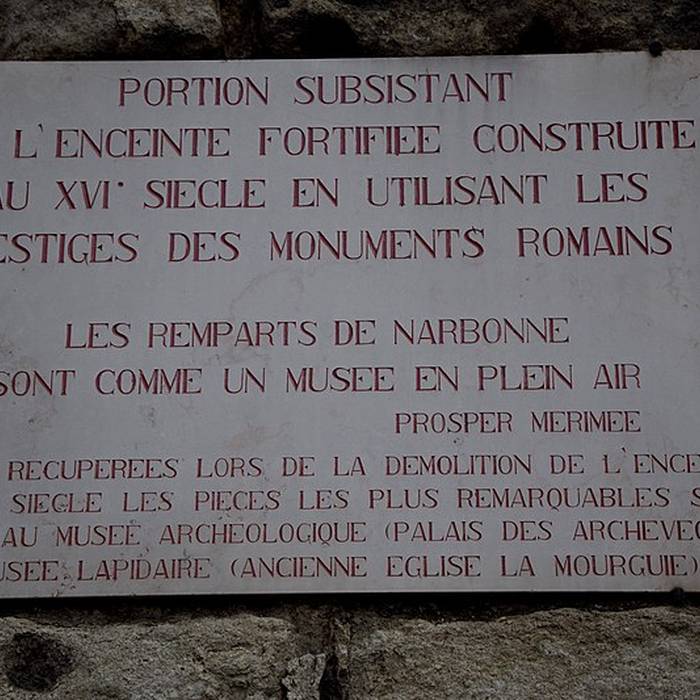 PORTION SUBSISTANT
L'ENCEINTE FORTIFIEE CONSTRUITE
AU XVI° SIECLE EN UTILISANT LES
ESTIGES DES MONUMENTS ROMAINS
LES REMPARTS DE NARBONNE
SONT COMME UN MUSEE EN PLEIN AIR
PROSPER MERIMEE
RECUPEREES LORS DE LA DEMOLITION DE L'ENCE
SIECLE LES PIECES LES PLUS REMARQUABLES
AU MUSEE ARCHEOLOGIQUE (PALAIS DES ARCHEVEC
USEE LAPIDAIRE (ANCIENNE EGLISE LA MOURGUIE)